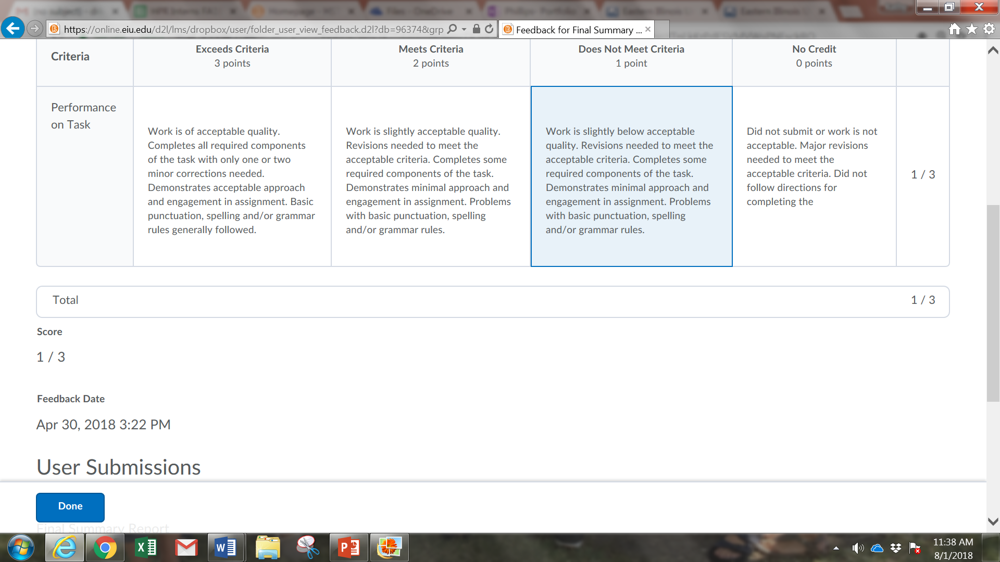 https://online.eiu.edu/d2l/lms/dropbox/user/folder_user_view_feedback.d2l?db=96374&grp
Feedback for Final Summary ...
Criteria
Exceeds Criteria
3 points
Meets Criteria
2 points
Does Not Meet Criteria
1 point
No Credit
0 points
Performance
on Task
Work is of acceptable quality.
Completes all required components
of the task with only one or two
minor corrections needed.
Demonstrates acceptable approach
and engagement in assignment. Basic
punctuation, spelling and/or grammar
rules generally followed.
Work is slightly acceptable quality.
Revisions needed to meet the
acceptable criteria. Completes some
required components of the task.
Demonstrates minimal approach and
engagement in assignment. Problems
with basic punctuation, spelling
and/or grammar rules.
Work is slightly below acceptable
quality. Revisions needed to meet the
acceptable criteria. Completes some
required components of the task.
Demonstrates minimal approach and
engagement in assignment. Problems
with basic punctuation, spelling
and/or grammar rules.
Did not submit or work is not
acceptable. Major revisions
needed to meet the
acceptable criteria. Did not
follow directions for
completing the
1 / 3
Total
1 / 3
Score
1 / 3
Feedback Date
Apr 30, 2018 3:22 PM
User Submissions
Done
Final Summary Report
11:38 AM
8/1/2018